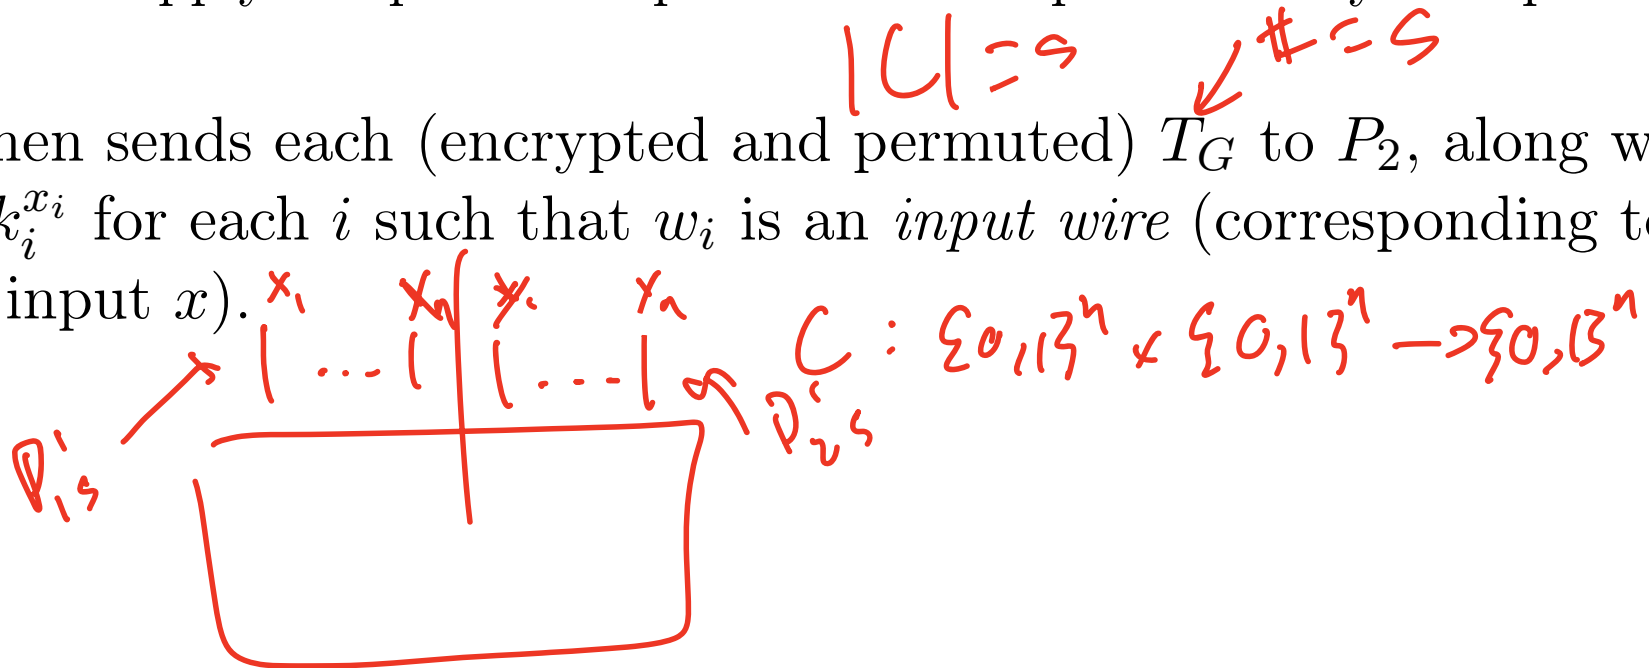 |C| = s
# = s
hen sends each (encrypted and permuted) T_G to P_2, along w
k_i^{x_i} for each i such that w_i is an input wire (corresponding to
input x).
x_1 x_n y_1 y_n
| ... | | ... |
C : {0,1}^n × {0,1}^n → {0,1}^n
P_1's
P_2's